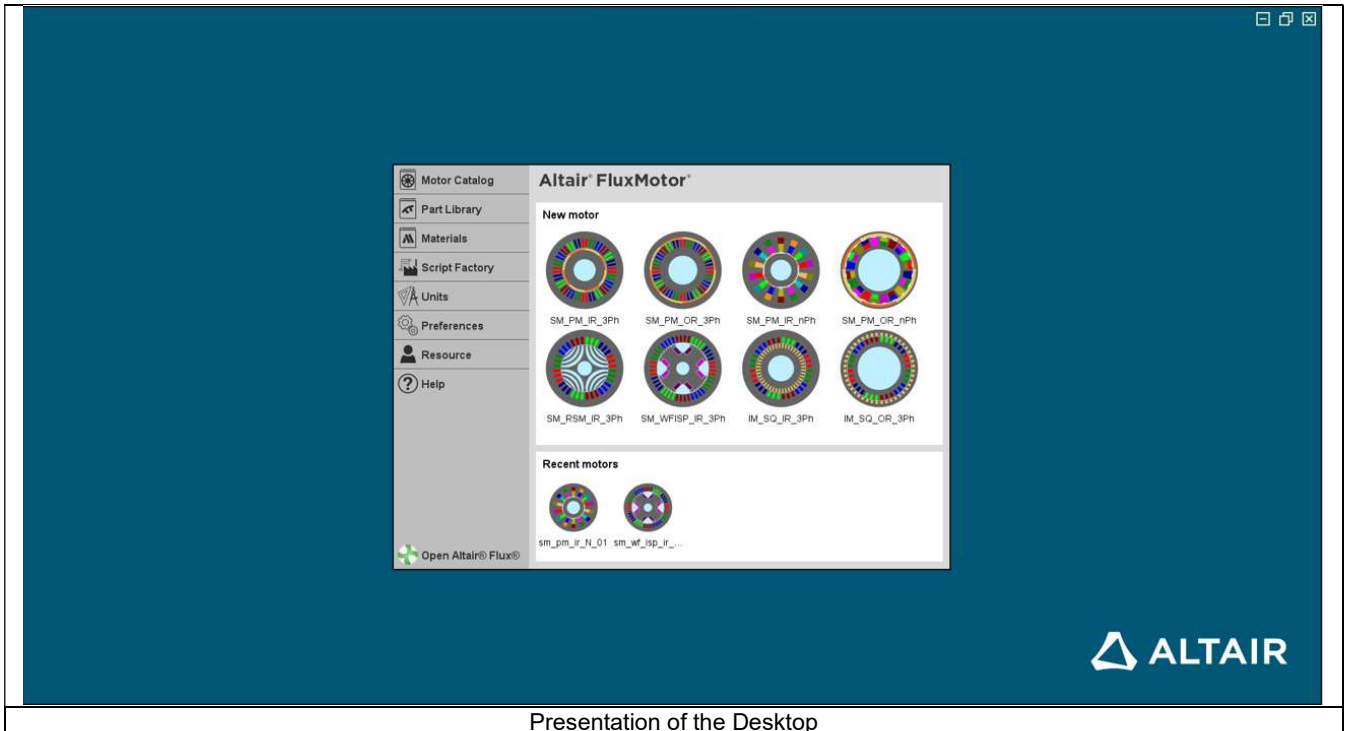 Motor Catalog
Part Library
Materials
Script Factory
Units
Preferences
Resource
? Help
Open Altair® Flux®
Altair® FluxMotor®
New motor
SM_PM_IR_3Ph SM_PM_OR_3Ph SM_PM_IR_nPh SM_PM_OR_nPh
SM_RSM_IR_3Ph SM_WFISP_IR_3Ph IM_SQ_IR_3Ph IM_SQ_OR_3Ph
Recent motors
sm_pm_ir_N_01 sm_wf_isp_ir_...
ALTAIR
Presentation of the Desktop